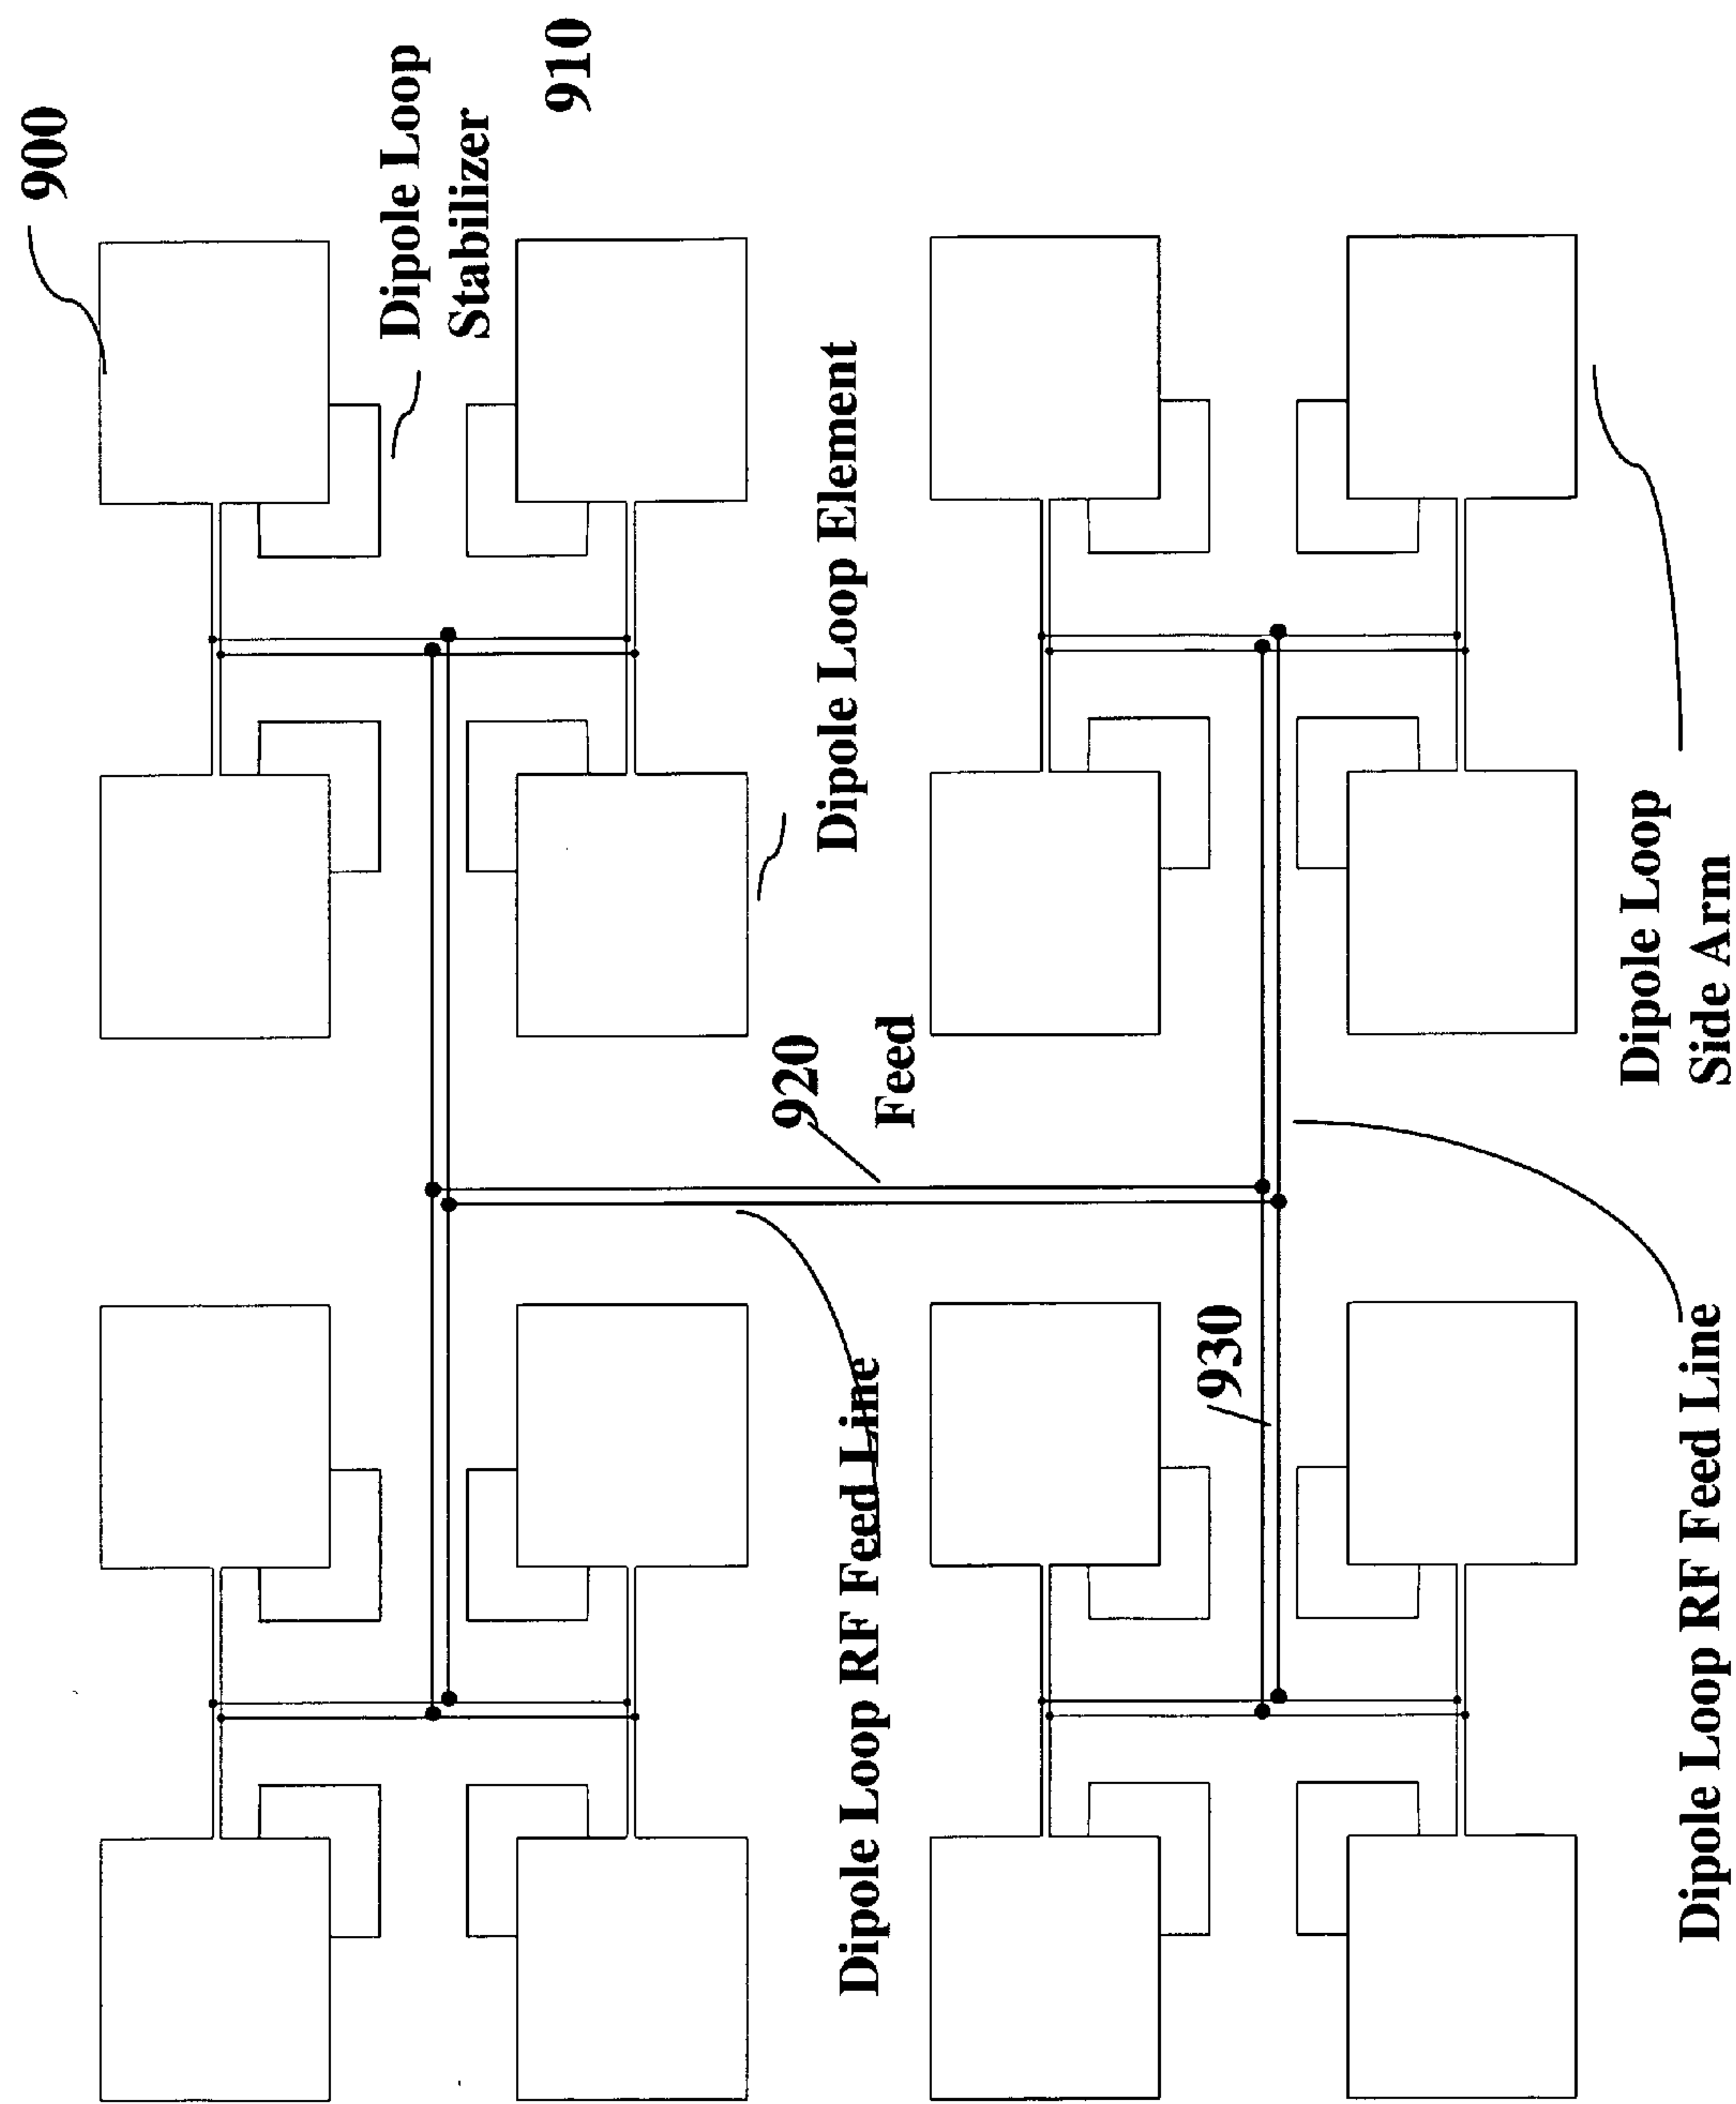 900
Dipole Loop
Stabilizer
910
Dipole Loop Element
920
Feed
Dipole Loop RF Feed Line
930
Dipole Loop
Side Arm
Dipole Loop RF Feed Line